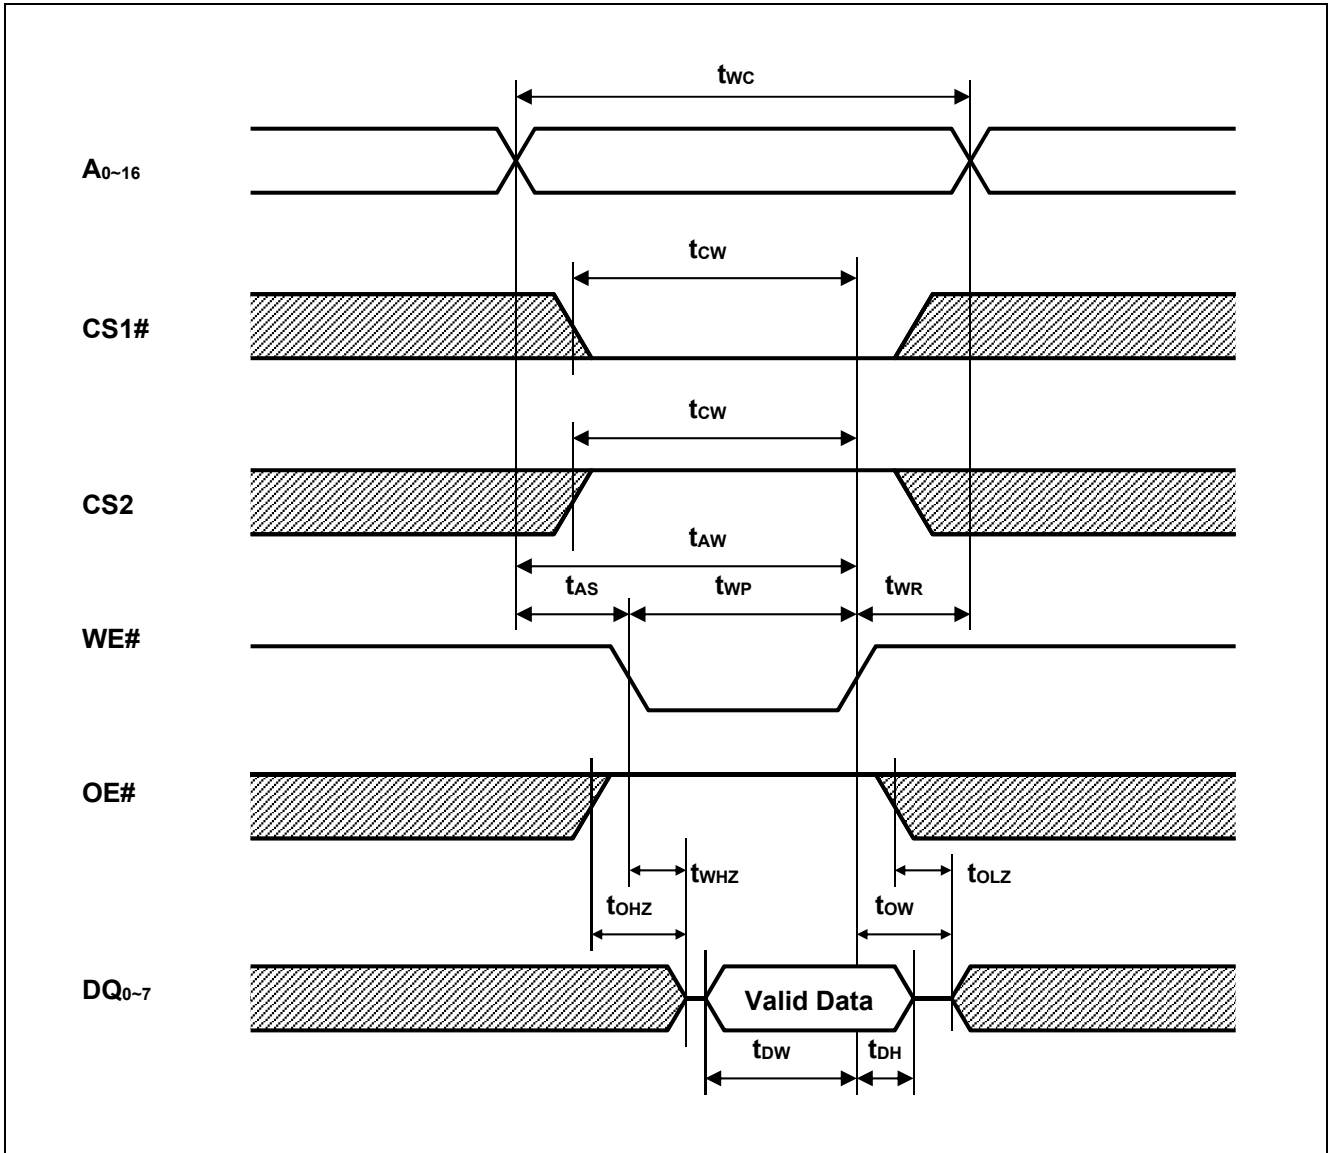 tWC
A0~16
tCW
CS1#
tCW
CS2
tAW
tAS tWP tWR
WE#
OE#
tWHZ tOLZ
tOHZ tOW
DQ0~7 Valid Data
tDW tDH